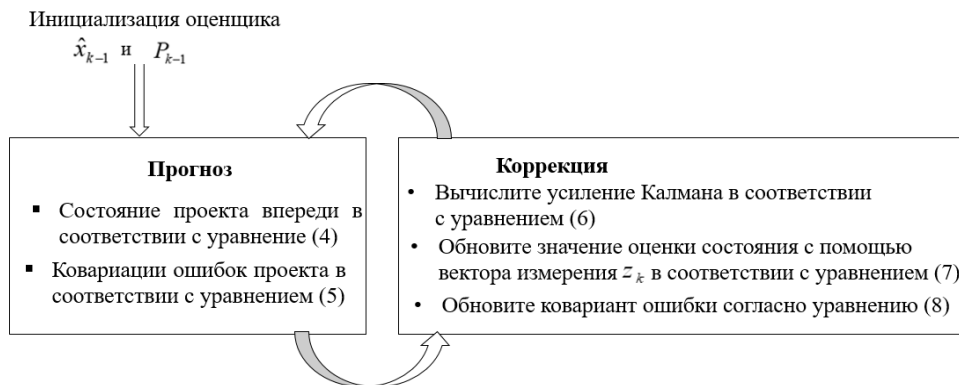 Инициализация оценщика
x̂ₖ₋₁ и Pₖ₋₁
Прогноз
▪ Состояние проекта впереди в
соответствии с уравнение (4)
▪ Ковариации ошибок проекта в
соответствии с уравнением (5)
Коррекция
• Вычислите усиление Калмана в соответствии
с уравнением (6)
• Обновите значение оценки состояния с помощью
вектора измерения zₖ в соответствии с уравнением (7)
• Обновите ковариант ошибки согласно уравнению (8)